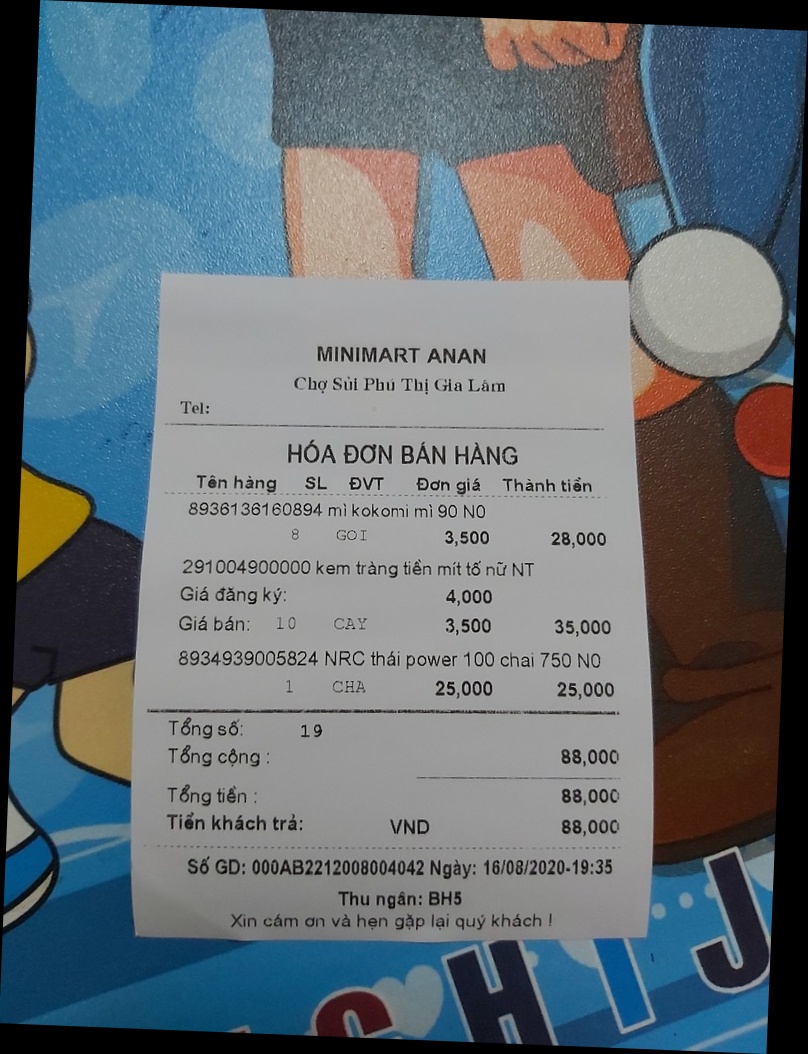 MINIMART ANAN
Chợ Sủi Phú Thị Gia Lâm
Tel:
HÓA ĐƠN BÁN HÀNG
Tên hàng SL ĐVT Đơn giá Thành tiền
8936136160894 mì kokomi mì 90 N0
8 GOI 3,500 28,000
291004900000 kem tràng tiền mít tố nữ NT
Giá đăng ký: 4,000
Giá bán: 10 CAY 3,500 35,000
8934939005824 NRC thái power 100 chai 750 N0
1 CHA 25,000 25,000
Tổng số: 19
Tổng cộng : 88,000
Tổng tiền : 88,000
Tiền khách trả: VND 88,000
Số GD: 000AB2212008004042 Ngày: 16/08/2020-19:35
Thu ngân: BH5
Xin cám ơn và hẹn gặp lại quý khách !
G H I J